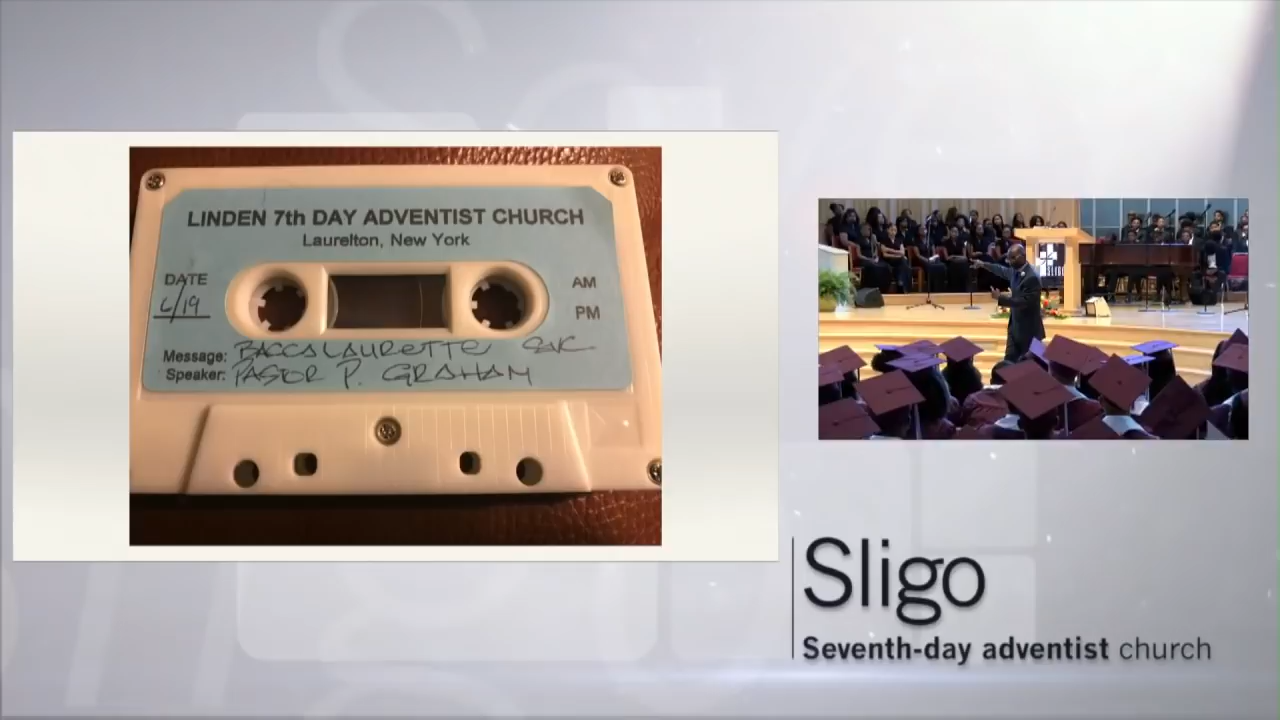 LINDEN 7th DAY ADVENTIST CHURCH
Laurelton, New York
DATE
6/19
AM
PM
Message: BACCALAURETTE SVC
Speaker: PASTOR P. GRAHAM
Sligo
Seventh-day adventist church